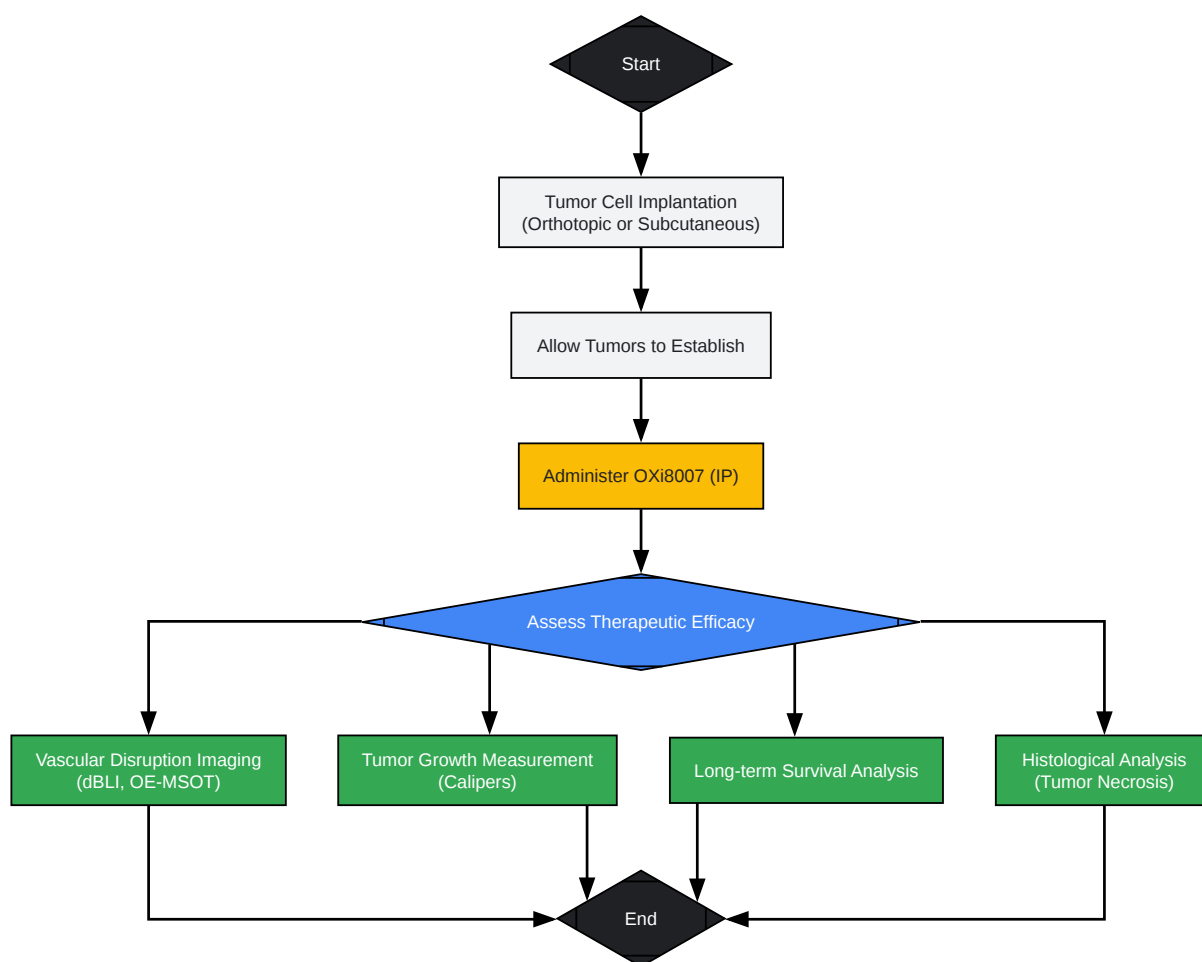 Start
Tumor Cell Implantation
(Orthotopic or Subcutaneous)
Allow Tumors to Establish
Administer OXi8007 (IP)
Assess Therapeutic Efficacy
Vascular Disruption Imaging
(dBLI, OE-MSOT)
Tumor Growth Measurement
(Calipers)
Long-term Survival Analysis
Histological Analysis
(Tumor Necrosis)
End